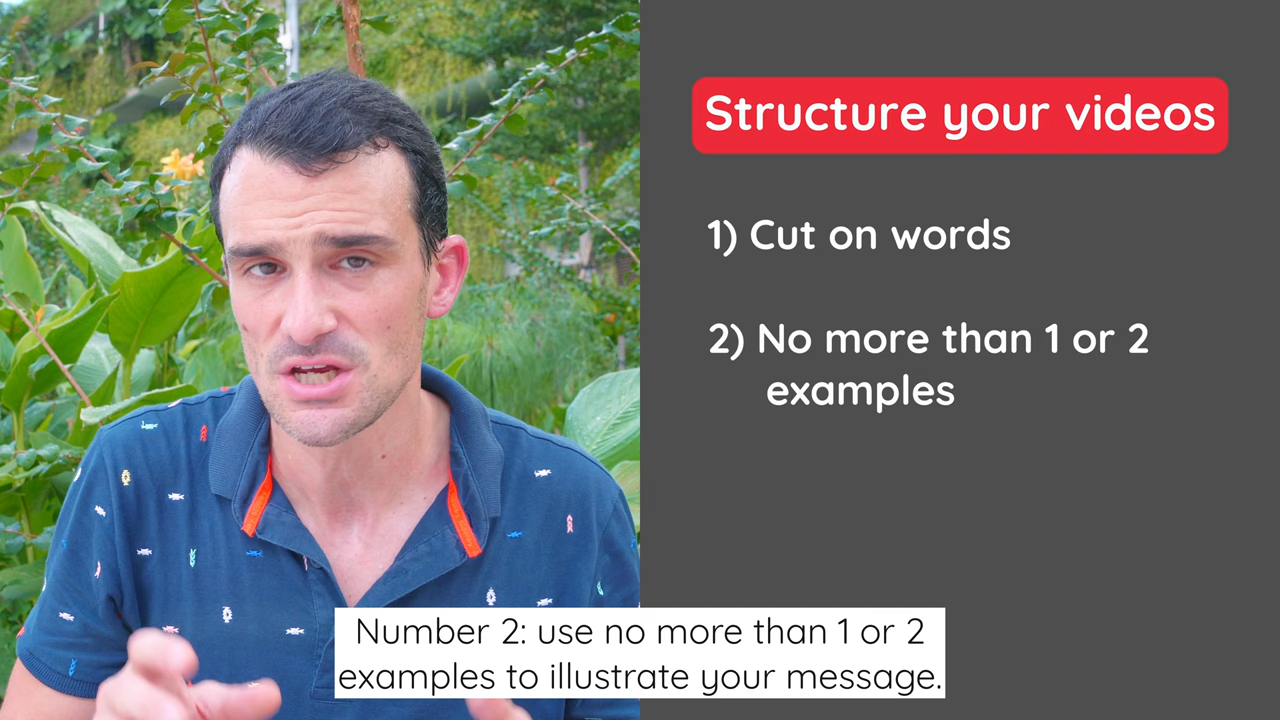 Structure your videos
1) Cut on words
2) No more than 1 or 2
examples
Number 2: use no more than 1 or 2
examples to illustrate your message.